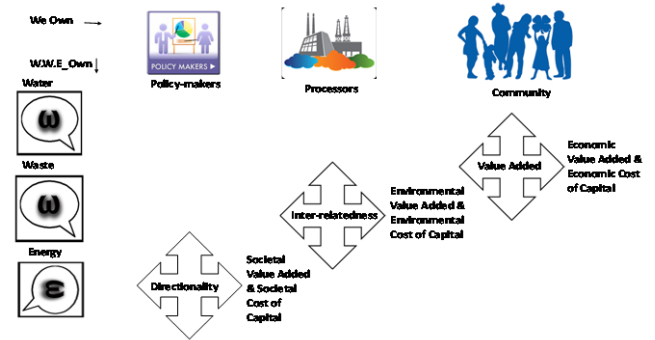 We Own
W.W.E_Own
POLICY MAKERS
Policy-makers
Processors
Community
Water
ω
Waste
ω
Energy
ε
Value Added
Economic
Value Added &
Economic Cost
of Capital
Inter-relatedness
Environmental
Value Added &
Environmental
Cost of Capital
Directionality
Societal
Value Added
& Societal
Cost of
Capital